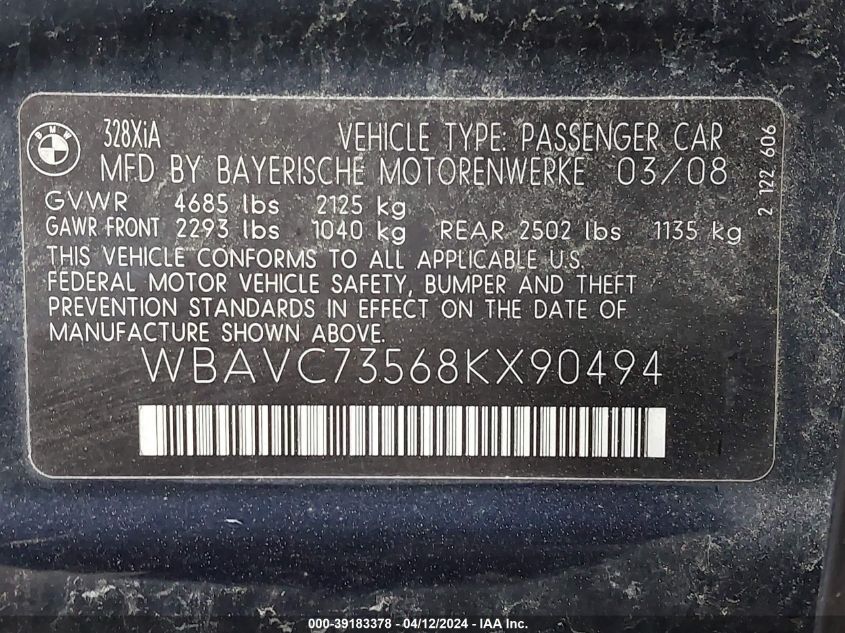 BMW
328XiA VEHICLE TYPE: PASSENGER CAR
MFD BY BAYERISCHE MOTORENWERKE 03/08
GVWR 4685 lbs 2125 kg
GAWR FRONT 2293 lbs 1040 kg REAR 2502 lbs 1135 kg
THIS VEHICLE CONFORMS TO ALL APPLICABLE U.S.
FEDERAL MOTOR VEHICLE SAFETY, BUMPER AND THEFT
PREVENTION STANDARDS IN EFFECT ON THE DATE OF
MANUFACTURE SHOWN ABOVE.
WBAVC73568KX90494
2 122 606
000-39183378 - 04/12/2024 - IAA, Inc.